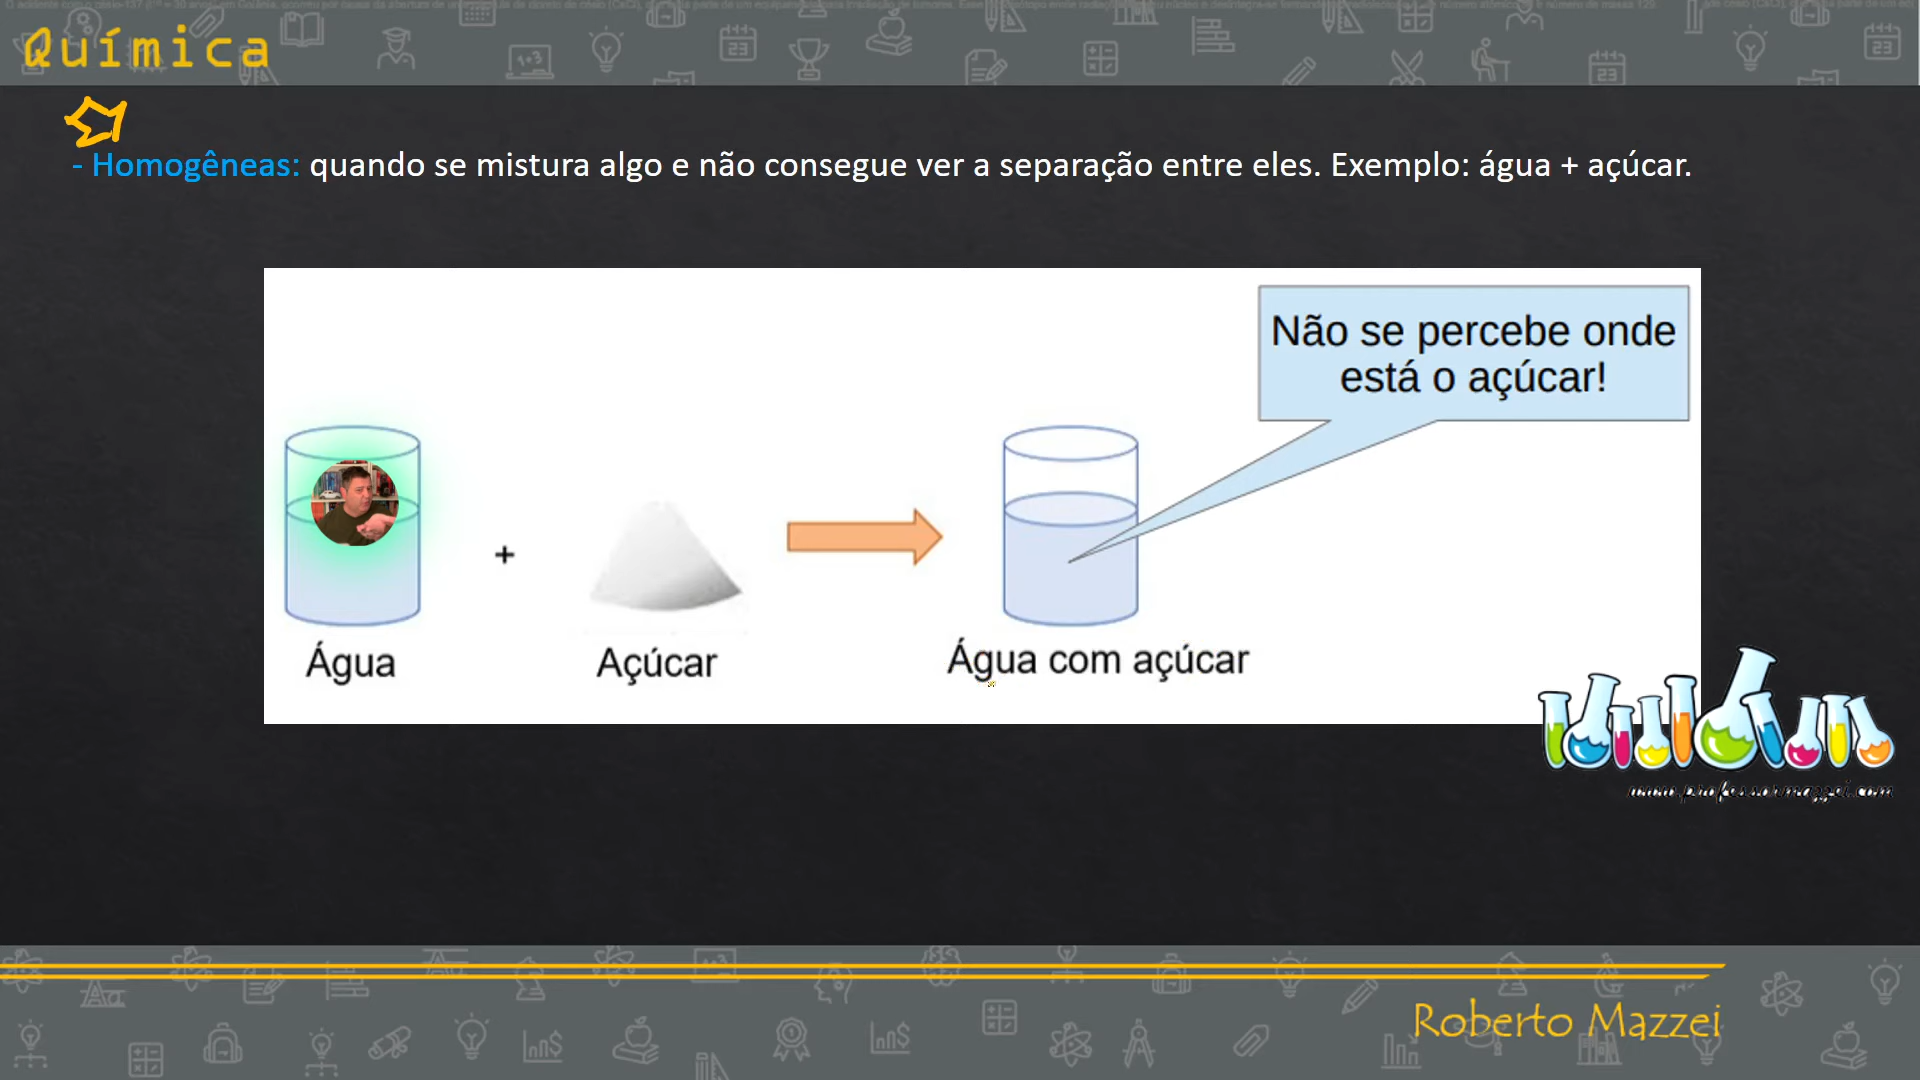 Química
- Homogêneas: quando se mistura algo e não consegue ver a separação entre eles. Exemplo: água + açúcar.
Não se percebe onde
está o açúcar!
+
Água
Açúcar
Água com açúcar
www.professormazzei.com
Roberto Mazzei